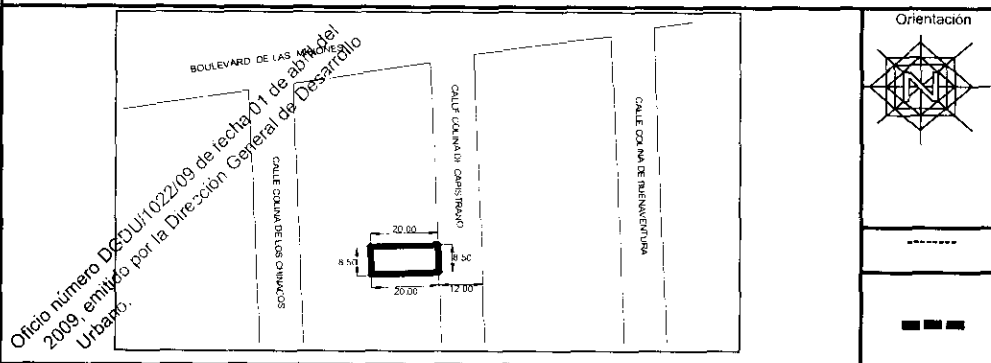 Orientación
N
BOULEVARD DE LAS MISIONES
CALLE COLINA DE LOS CHINACOS
CALLE COLINA DE CAPISTRANO
CALLE COLINA DE BUENAVENTURA
20.00
8.50
8.50
20.00
12.00
Oficio número DGDU/1022/09 de fecha 01 de abril del
2009, emitido por la Dirección General de Desarrollo
Urbano.